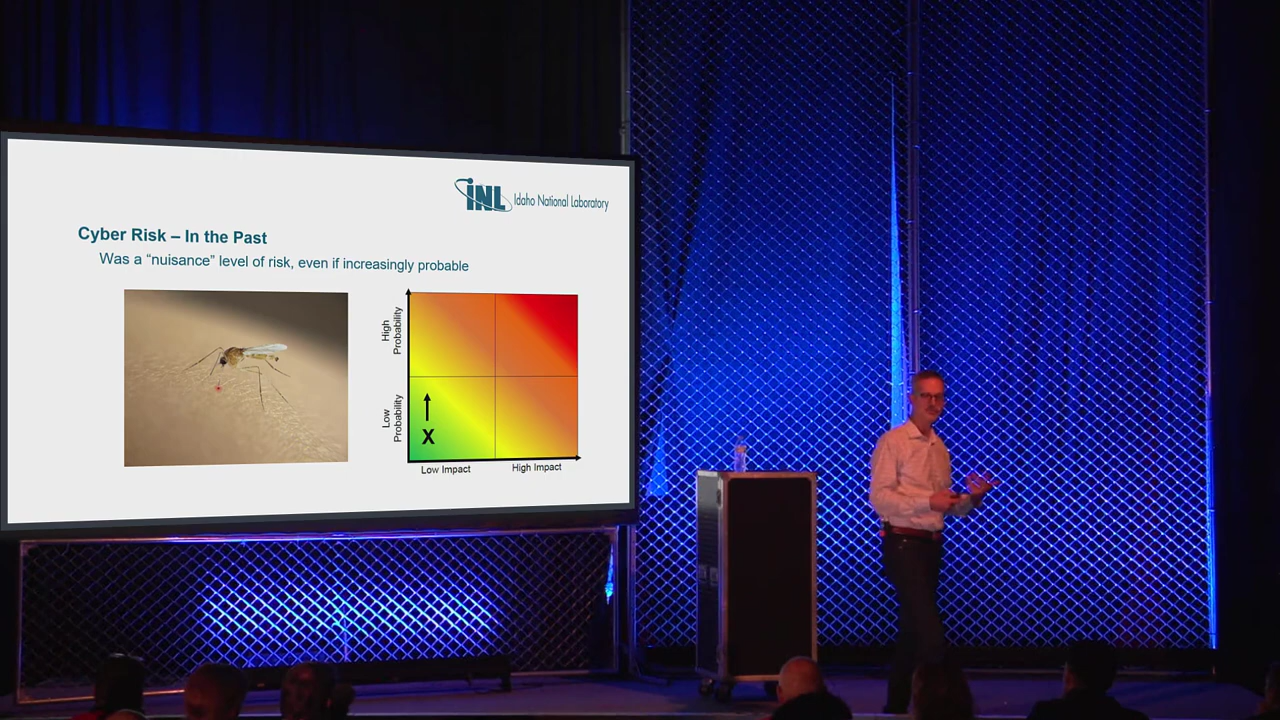 INL Idaho National Laboratory
Cyber Risk – In the Past
Was a “nuisance” level of risk, even if increasingly probable
High
Probability
Low
Probability
X
Low Impact
High Impact